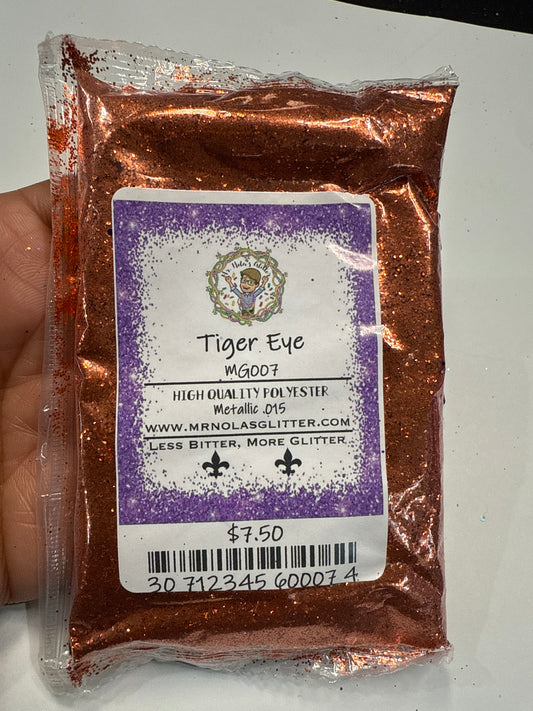 Tiger Eye
MG007
HIGH QUALITY POLYESTER
Metallic .015
WWW.MRNOLASGLITTER.COM
LESS BITTER, MORE GLITTER
$7.50
30 712345 60007 4